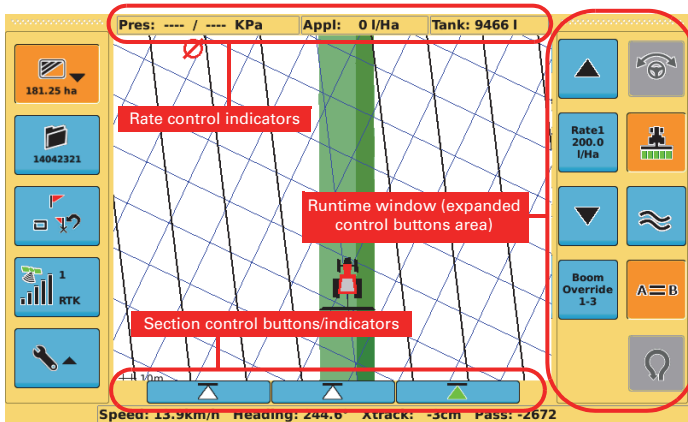 Pres: ---- / ---- KPa Appl: 0 l/Ha Tank: 9466 l
181.25 ha
14042321
1
RTK
Rate control indicators
Rate1
200.0
l/Ha
Runtime window (expanded
control buttons area)
Boom
Override
1-3
A=B
Section control buttons/indicators
10m
Speed: 13.9km/h Heading: 244.6° Xtrack: -3cm Pass: -2672